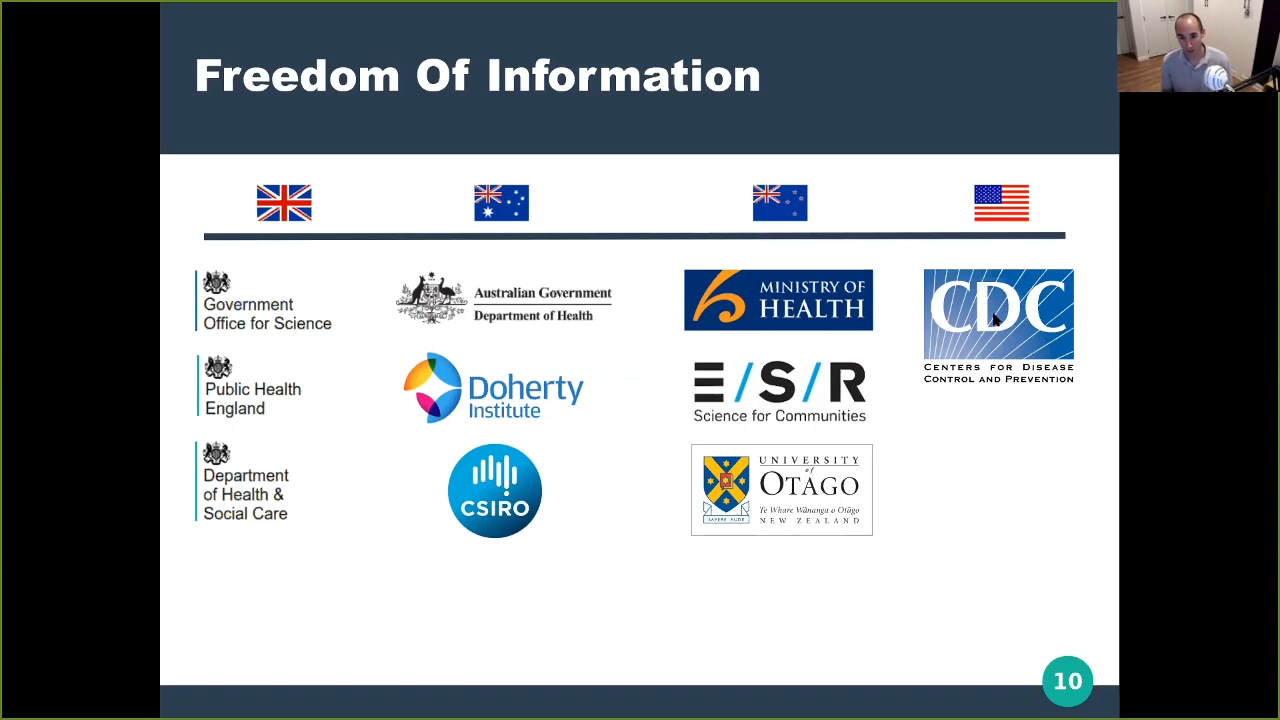 Freedom Of Information
Government
Office for Science
Public Health
England
Department
of Health &
Social Care
Australian Government
Department of Health
Doherty
Institute
CSIRO
MINISTRY OF
HEALTH
E/S/R
Science for Communities
UNIVERSITY
of
OTAGO
Te Whare Wānanga o Otāgo
NEW ZEALAND
SAPERE AUDE
CDC
CENTERS FOR DISEASE
CONTROL AND PREVENTION
10